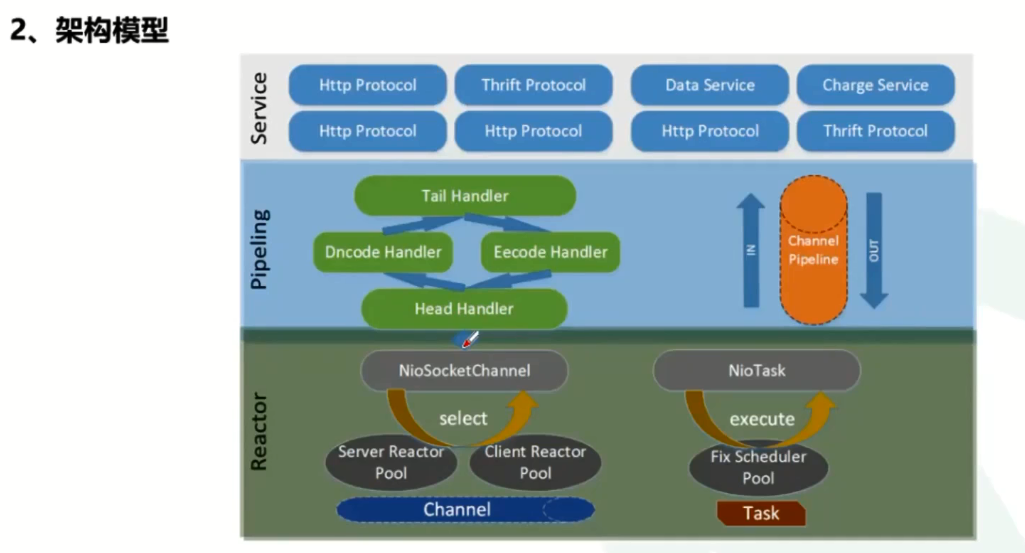 2、架构模型
Service
Http Protocol
Thrift Protocol
Data Service
Charge Service
Http Protocol
Http Protocol
Http Protocol
Thrift Protocol
Pipeling
Tail Handler
Dncode Handler
Eecode Handler
Head Handler
IN
Channel
Pipeline
OUT
Reactor
NioSocketChannel
select
Server Reactor
Pool
Client Reactor
Pool
Channel
NioTask
execute
Fix Scheduler
Pool
Task